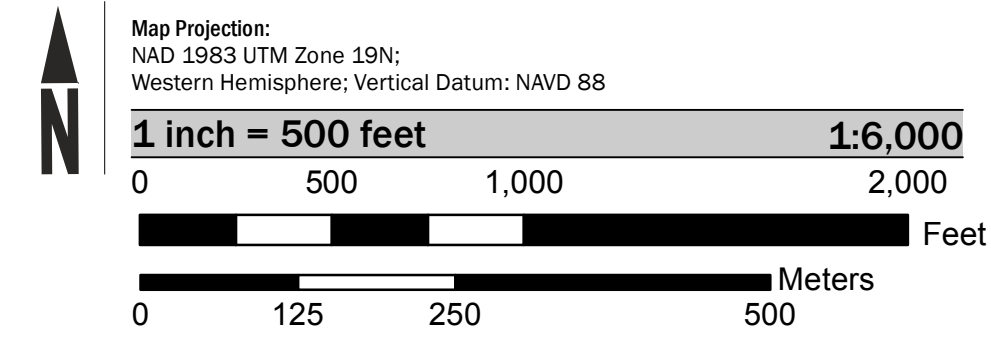 N
Map Projection:
NAD 1983 UTM Zone 19N;
Western Hemisphere; Vertical Datum: NAVD 88
1 inch = 500 feet 1:6,000
0 500 1,000 2,000
Feet
Meters
0 125 250 500